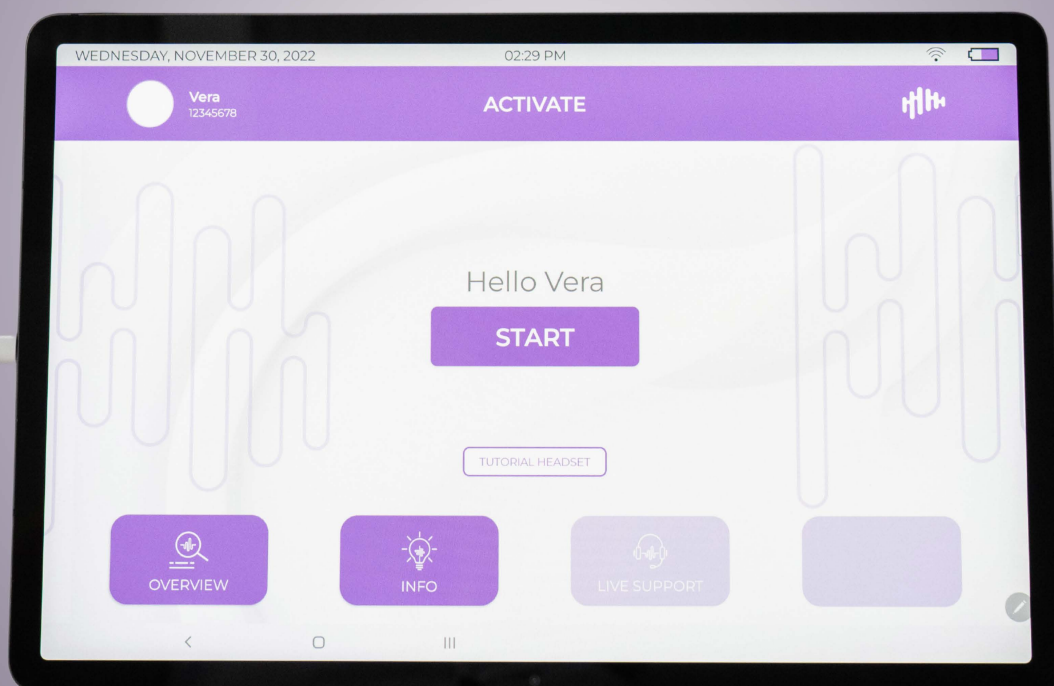 WEDNESDAY, NOVEMBER 30, 2022 02:29 PM
Vera
12345678
ACTIVATE
Hello Vera
START
TUTORIAL HEADSET
OVERVIEW
INFO
LIVE SUPPORT